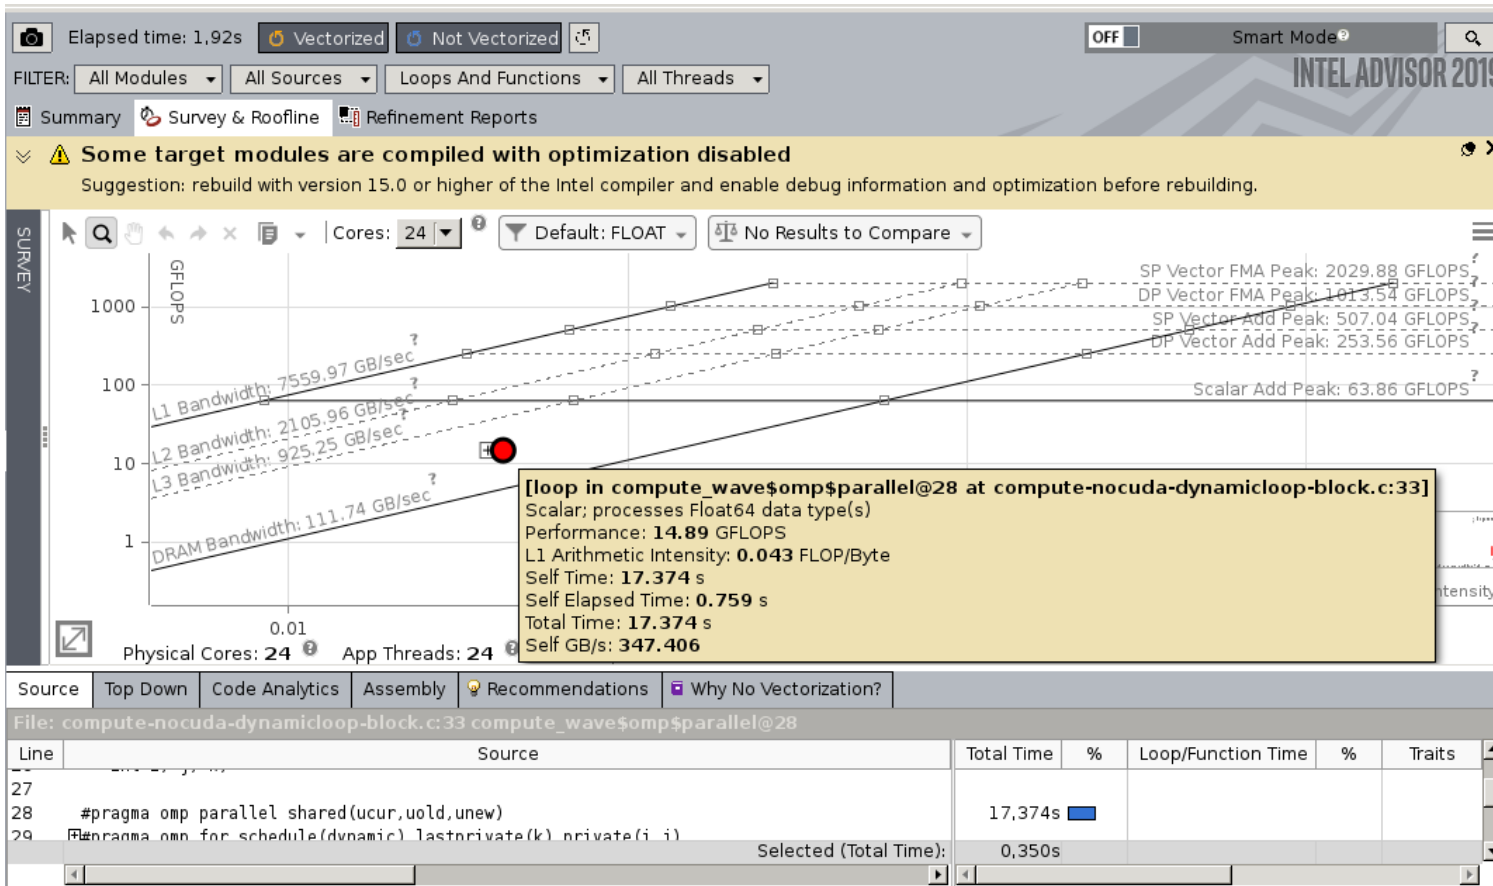 Elapsed time: 1,92s Vectorized Not Vectorized OFF Smart Mode
FILTER: All Modules All Sources Loops And Functions All Threads
INTEL ADVISOR 2019
Summary Survey & Roofline Refinement Reports
Some target modules are compiled with optimization disabled
Suggestion: rebuild with version 15.0 or higher of the Intel compiler and enable debug information and optimization before rebuilding.
SURVEY
Cores: 24 Default: FLOAT No Results to Compare
GFLOPS
SP Vector FMA Peak: 2029.88 GFLOPS ?
DP Vector FMA Peak: 1013.54 GFLOPS ?
SP Vector Add Peak: 507.04 GFLOPS ?
DP Vector Add Peak: 253.56 GFLOPS ?
Scalar Add Peak: 63.86 GFLOPS ?
1000
100
10
1
0.01
L1 Bandwidth: 7559.97 GB/sec ?
L2 Bandwidth: 2105.96 GB/sec ?
L3 Bandwidth: 925.25 GB/sec ?
DRAM Bandwidth: 111.74 GB/sec ?
[loop in compute_wave$omp$parallel@28 at compute-nocuda-dynamicloop-block.c:33]
Scalar; processes Float64 data type(s)
Performance: 14.89 GFLOPS
L1 Arithmetic Intensity: 0.043 FLOP/Byte
Self Time: 17.374 s
Self Elapsed Time: 0.759 s
Total Time: 17.374 s
Self GB/s: 347.406
ntensity
Physical Cores: 24 App Threads: 24
Source Top Down Code Analytics Assembly Recommendations Why No Vectorization?
File: compute-nocuda-dynamicloop-block.c:33 compute_wave$omp$parallel@28
Line Source Total Time % Loop/Function Time % Traits
27
28 #pragma omp parallel shared(ucur,uold,unew) 17,374s
29 #pragma omp for schedule(dynamic) lastprivate(k) private(i,j)
Selected (Total Time): 0,350s